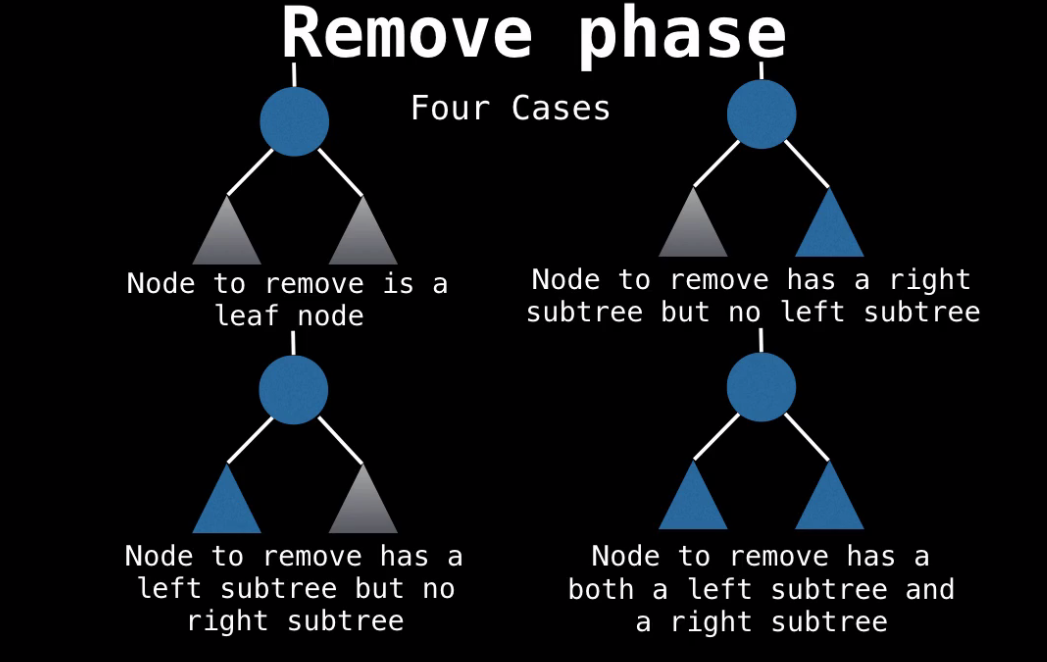 Remove phase
Four Cases
Node to remove is a
leaf node
Node to remove has a right
subtree but no left subtree
Node to remove has a
left subtree but no
right subtree
Node to remove has a
both a left subtree and
a right subtree